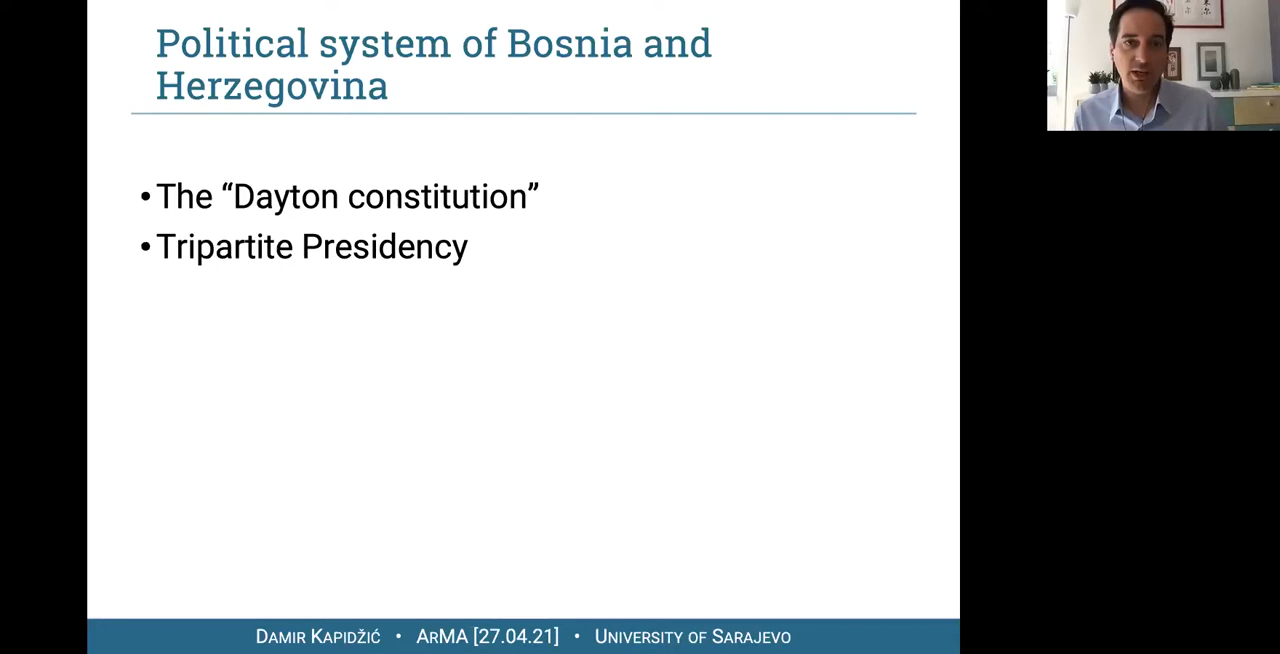 Political system of Bosnia and
Herzegovina
•The “Dayton constitution”
•Tripartite Presidency
DAMIR KAPIDŽIĆ • ARMA [27.04.21] • UNIVERSITY OF SARAJEVO